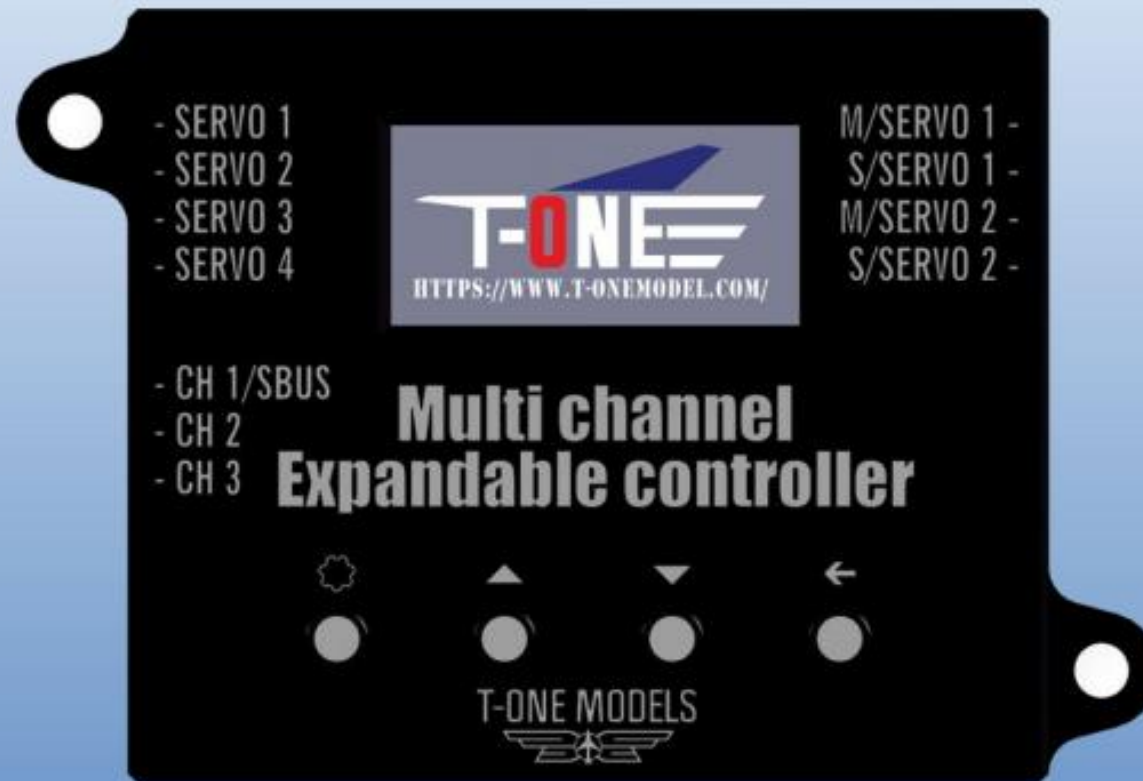 - SERVO 1
- SERVO 2
- SERVO 3
- SERVO 4
M/SERVO 1 -
S/SERVO 1 -
M/SERVO 2 -
S/SERVO 2 -
T-ONE
HTTPS://WWW.T-ONEMODEL.COM/
- CH 1/SBUS
- CH 2
- CH 3
Multi channel
Expandable controller
T-ONE MODELS